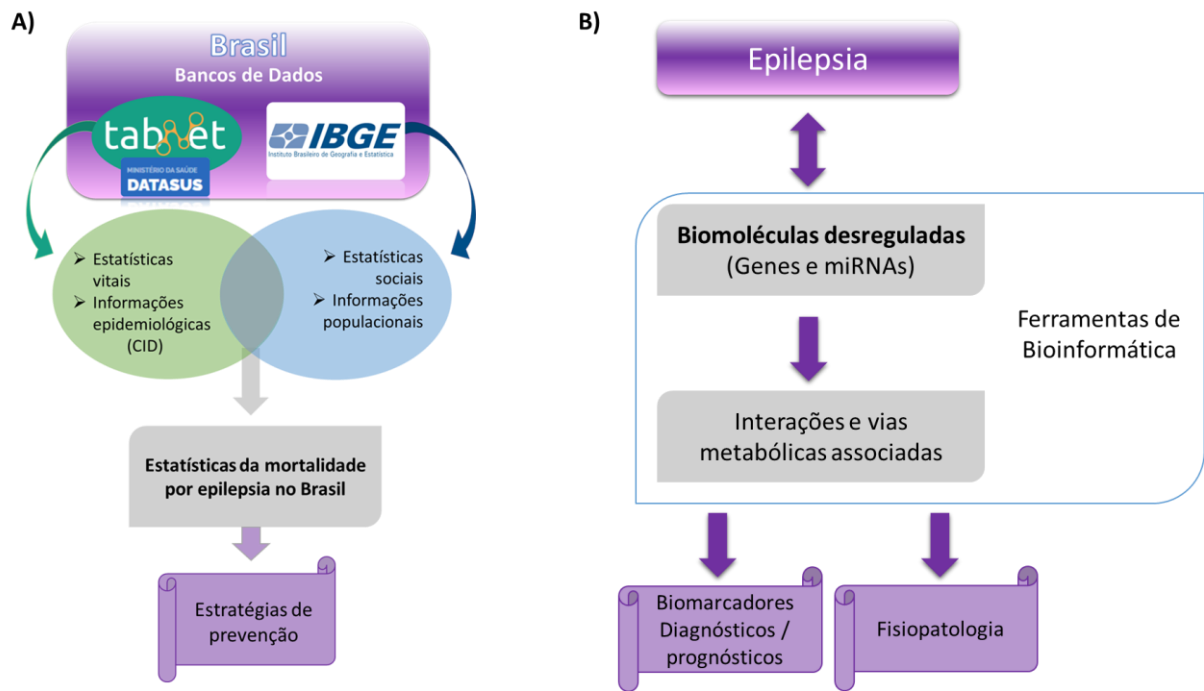 A)
Brasil
Bancos de Dados
tabnet
MINISTÉRIO DA SAÚDE
DATASUS
IBGE
Instituto Brasileiro de Geografia e Estatística
➤ Estatísticas
vitais
➤ Informações
epidemiológicas
(CID)
➤ Estatísticas
sociais
➤ Informações
populacionais
Estatísticas da mortalidade
por epilepsia no Brasil
Estratégias de
prevenção
B)
Epilepsia
Biomoléculas desreguladas
(Genes e miRNAs)
Ferramentas de
Bioinformática
Interações e vias
metabólicas associadas
Biomarcadores
Diagnósticos /
prognósticos
Fisiopatologia